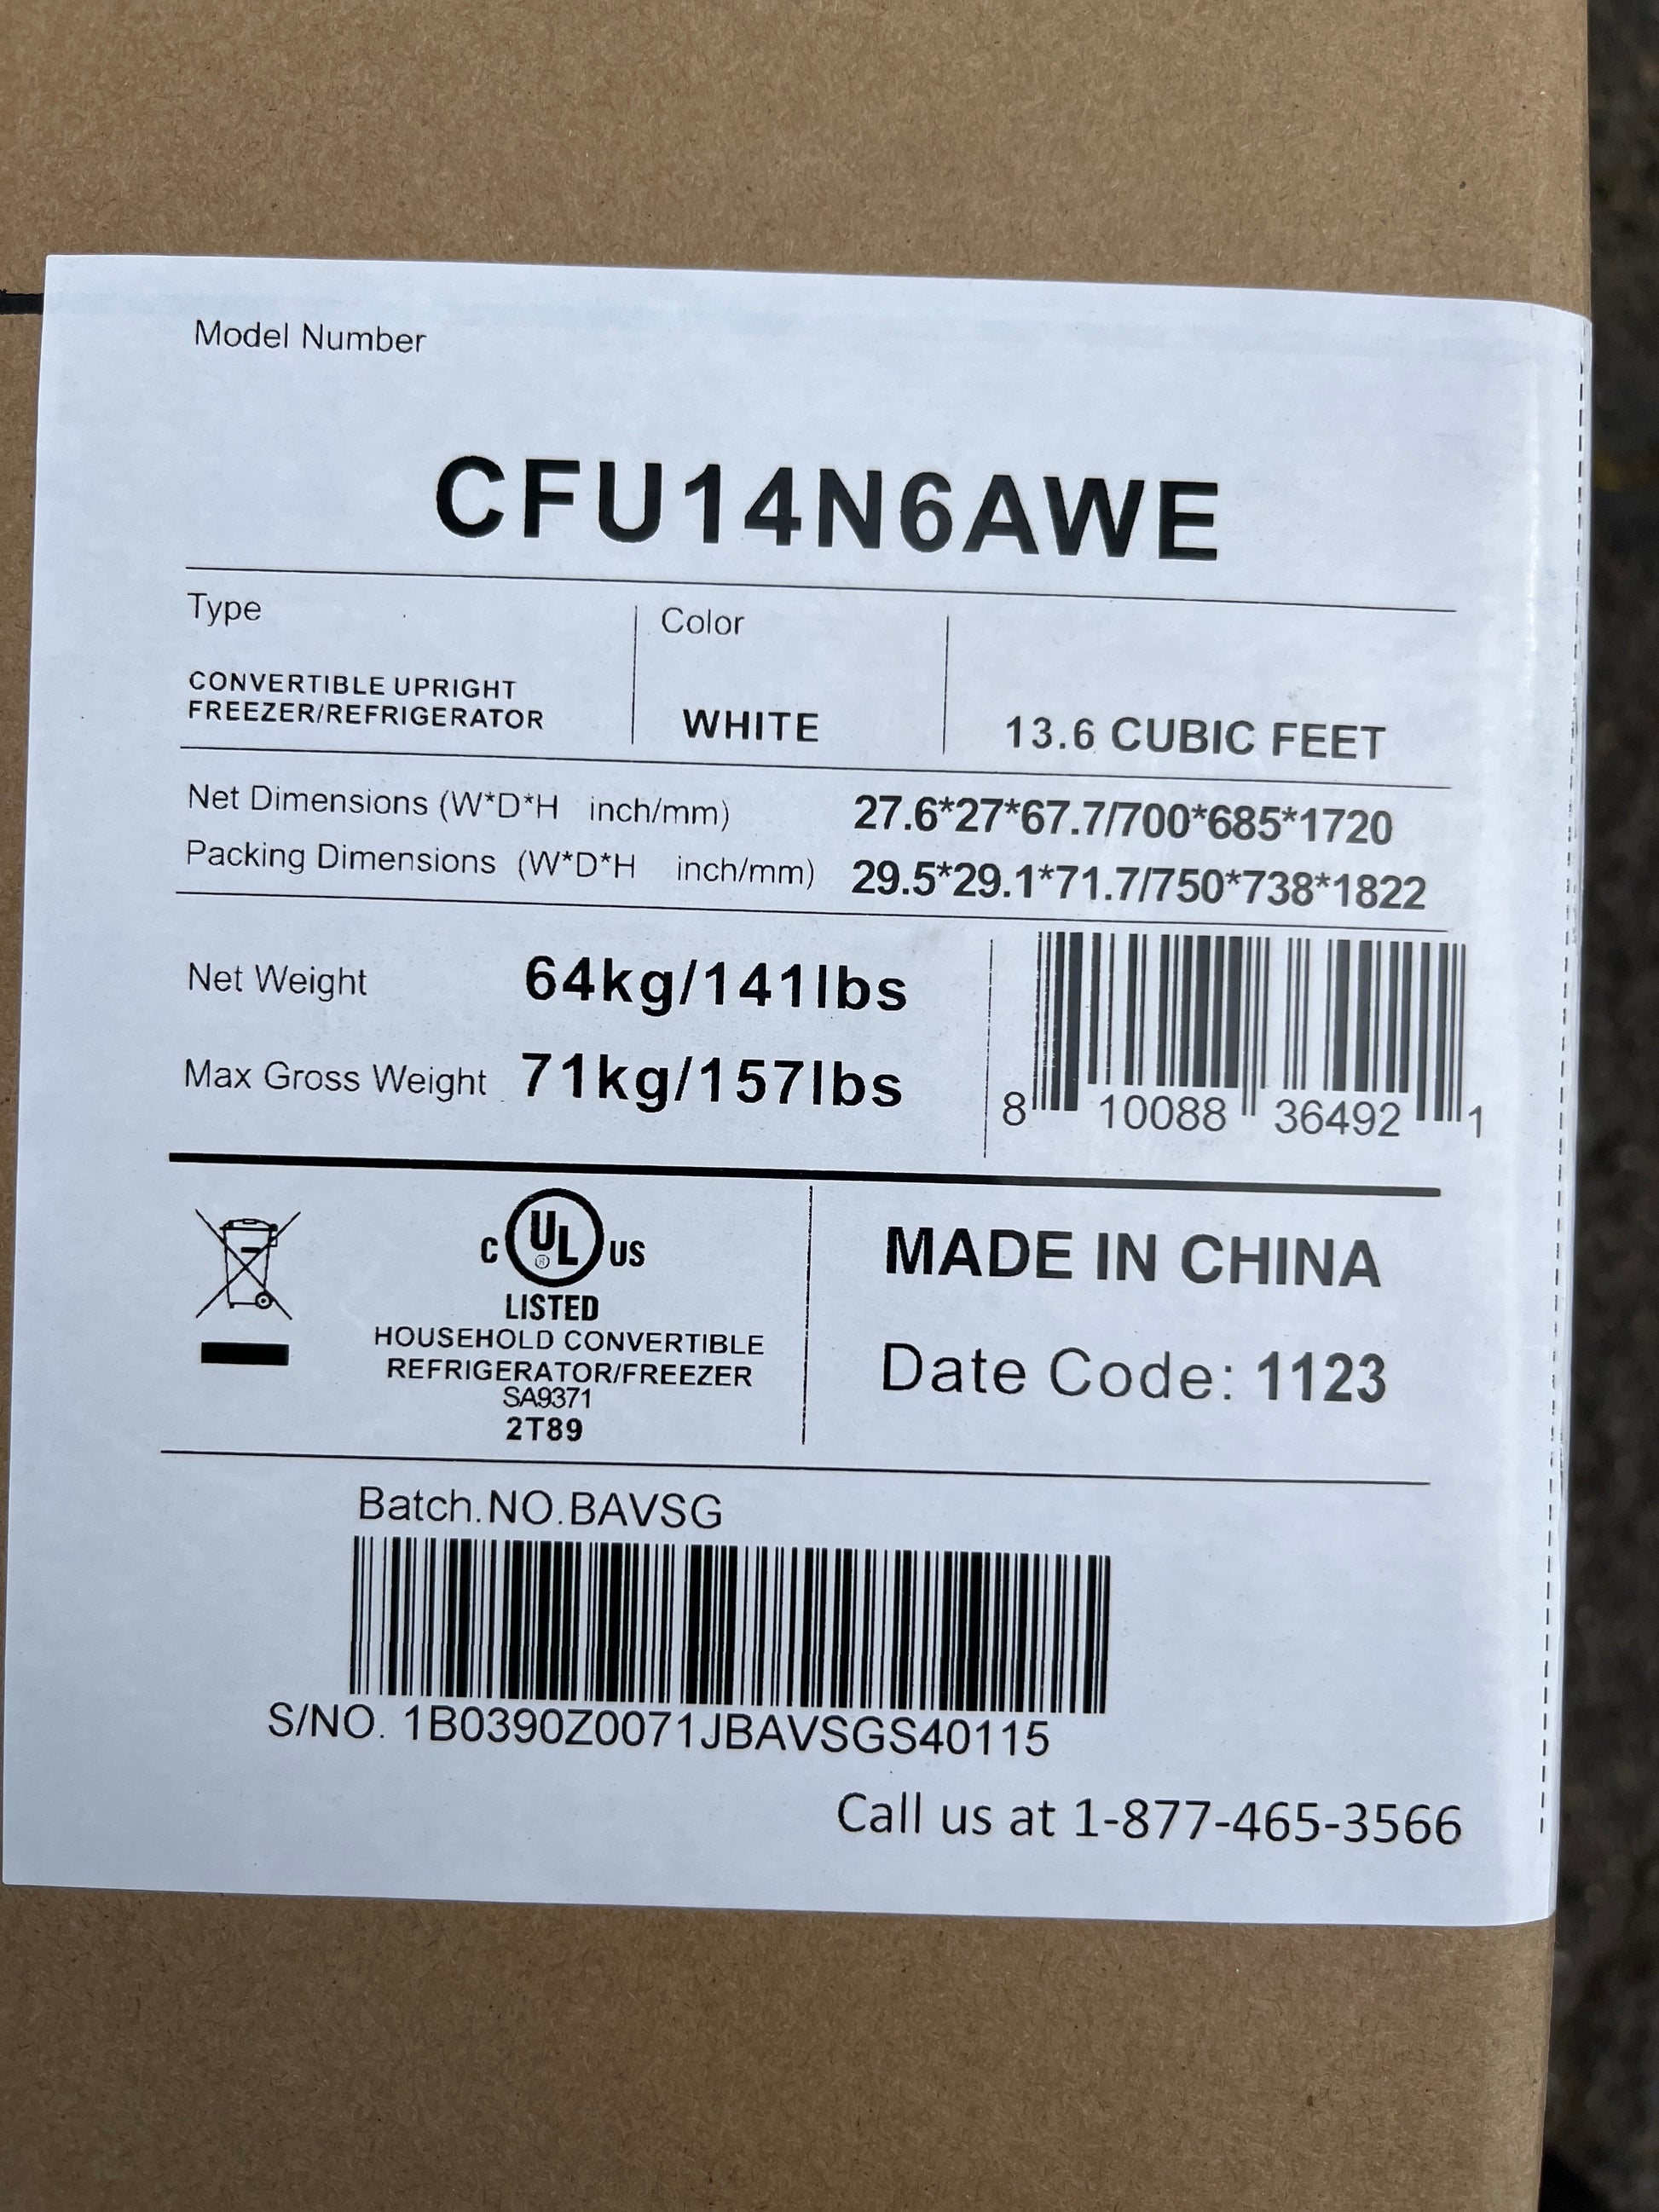 Model Number
CFU14N6AWE
Type
Color
CONVERTIBLE UPRIGHT
FREEZER/REFRIGERATOR
WHITE
13.6 CUBIC FEET
Net Dimensions (W*D*H inch/mm) 27.6*27*67.7/700*685*1720
Packing Dimensions (W*D*H inch/mm) 29.5*29.1*71.7/750*738*1822
Net Weight 64kg/141lbs
Max Gross Weight 71kg/157lbs
8 10088 36492 1
C UL ® US
LISTED
HOUSEHOLD CONVERTIBLE
REFRIGERATOR/FREEZER
SA9371
2T89
MADE IN CHINA
Date Code: 1123
Batch.NO.BAVSG
S/NO. 1B0390Z0071JBAVSGS40115
Call us at 1-877-465-3566